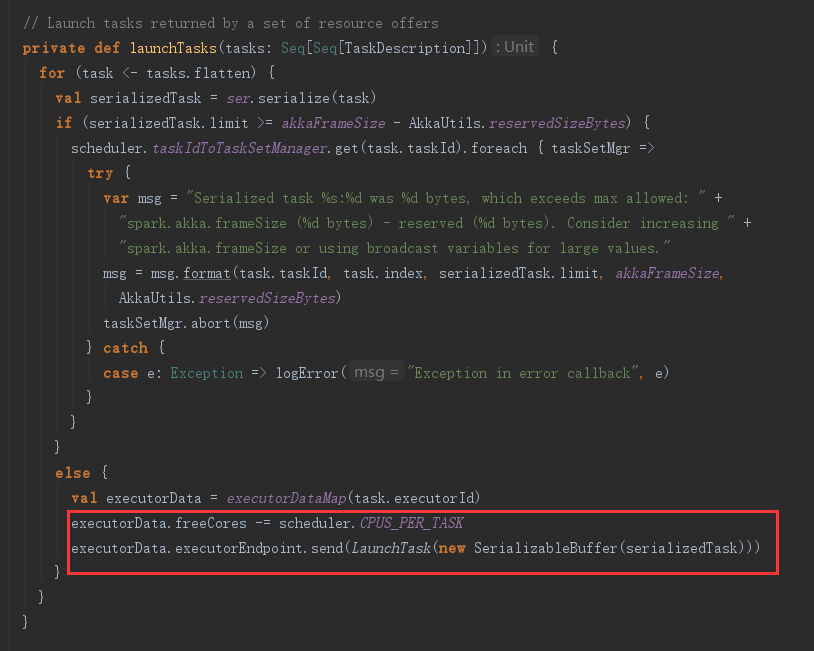 // Launch tasks returned by a set of resource offers
private def launchTasks(tasks: Seq[Seq[TaskDescription]]) : Unit {
for (task <- tasks.flatten) {
val serializedTask = ser.serialize(task)
if (serializedTask.limit >= akkaFrameSize - AkkaUtils.reservedSizeBytes) {
scheduler.taskIdToTaskSetManager.get(task.taskId).foreach { taskSetMgr =>
try {
var msg = "Serialized task %s:%d was %d bytes, which exceeds max allowed: " +
"spark.akka.frameSize (%d bytes) - reserved (%d bytes). Consider increasing " +
"spark.akka.frameSize or using broadcast variables for large values."
msg = msg.format(task.taskId, task.index, serializedTask.limit, akkaFrameSize,
AkkaUtils.reservedSizeBytes)
taskSetMgr.abort(msg)
} catch {
case e: Exception => logError( msg = "Exception in error callback", e)
}
}
}
else {
val executorData = executorDataMap(task.executorId)
executorData.freeCores -= scheduler.CPUS_PER_TASK
executorData.executorEndpoint.send(LaunchTask(new SerializableBuffer(serializedTask)))
}
}
}